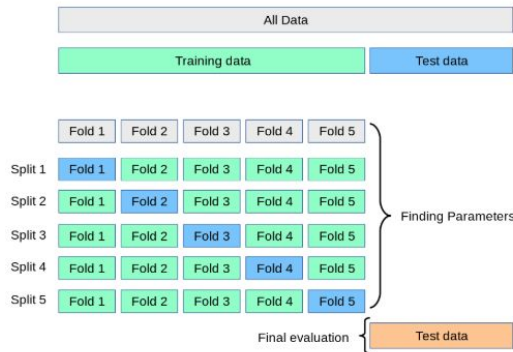 All Data
Training data Test data
Fold 1 Fold 2 Fold 3 Fold 4 Fold 5
Split 1 Fold 1 Fold 2 Fold 3 Fold 4 Fold 5
Split 2 Fold 1 Fold 2 Fold 3 Fold 4 Fold 5
Finding Parameters
Split 3 Fold 1 Fold 2 Fold 3 Fold 4 Fold 5
Split 4 Fold 1 Fold 2 Fold 3 Fold 4 Fold 5
Split 5 Fold 1 Fold 2 Fold 3 Fold 4 Fold 5
Final evaluation Test data